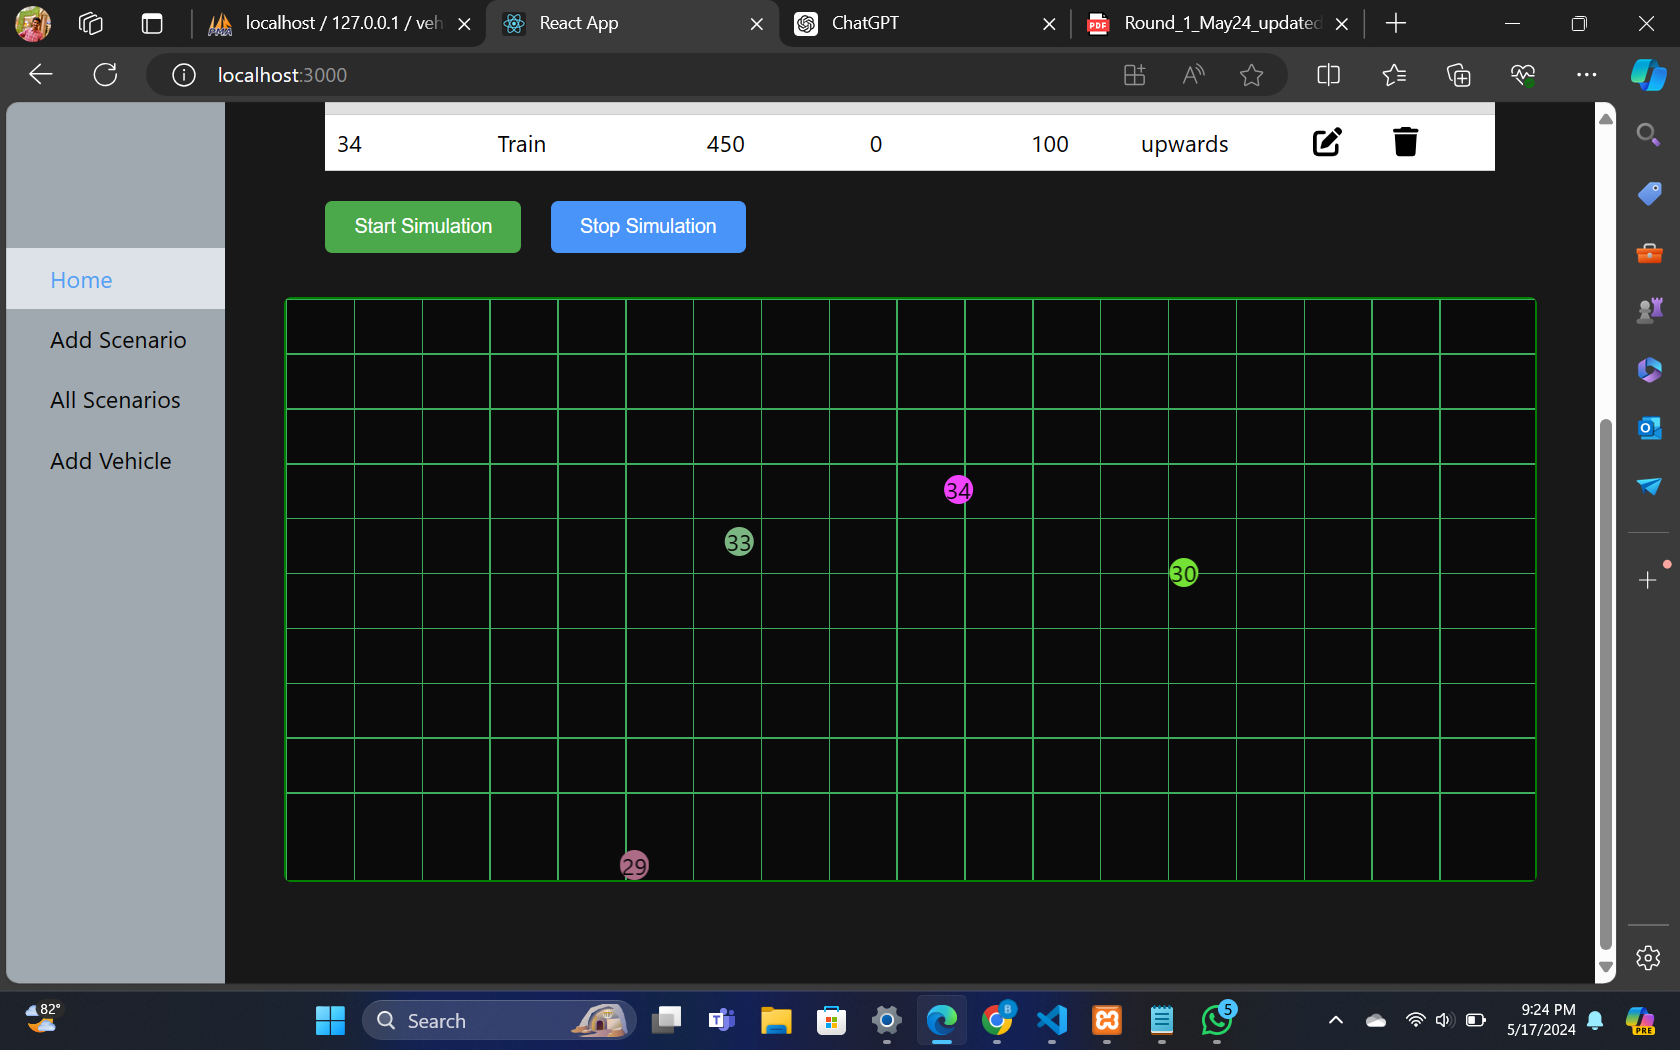 localhost / 127.0.0.1 / veh
React App
ChatGPT
Round_1_May24_updated
localhost:3000
34 Train 450 0 100 upwards
Start Simulation Stop Simulation
Home
Add Scenario
All Scenarios
Add Vehicle
34
33
30
29
82°
Search
5
9:24 PM
5/17/2024
PRE